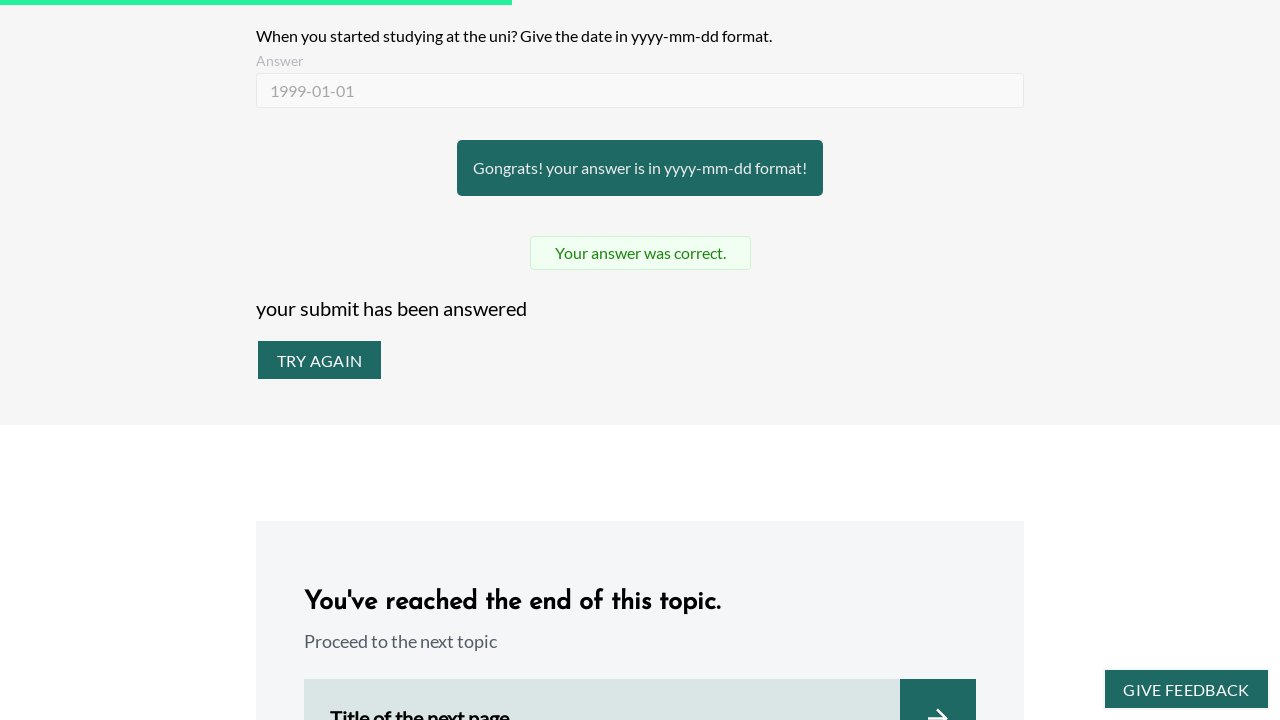 When you started studying at the uni? Give the date in yyyy-mm-dd format.
Answer
1999-01-01
Gongrats! your answer is in yyyy-mm-dd format!
Your answer was correct.
your submit has been answered
TRY AGAIN
You've reached the end of this topic.
Proceed to the next topic
Title of the next page
GIVE FEEDBACK